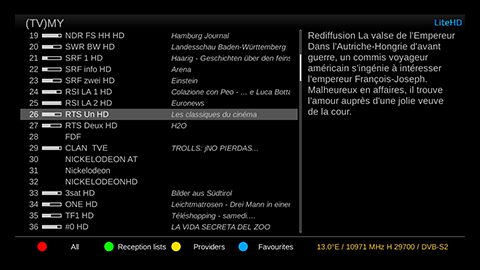 (TV)MY
LiteHD
19 NDR FS HH HD Hamburg Journal
20 SWR BW HD Landesschau Baden-Württemberg
21 SRF 1 HD Haarig - Geschichten über den feins
22 SRF info HD Arena
23 SRF zwei HD Einstein
24 RSI LA 1 HD Colazione con Peo - ... e Luca Botta
25 RSI LA 2 HD Euronews
26 RTS Un HD Les classiques du cinéma
27 RTS Deux HD H2O
28 FDF
29 CLAN TVE TROLLS: ¡NO PIERDAS...
30 NICKELODEON AT
31 Nickelodeon
32 NICKELODEONHD
33 3sat HD Bilder aus Südtirol
34 ONE HD Leichtmatrosen - Drei Mann in einer
35 TF1 HD Téléshopping - samedi....
36 #0 HD LA VIDA SECRETA DEL ZOO
Rediffusion La valse de l'Empereur
Dans l'Autriche-Hongrie d'avant
guerre, un commis voyageur
américain s'ingénie à intéresser
l'empereur François-Joseph.
Malheureux en affaires, il trouve
l'amour auprès d'une jolie veuve
de la cour.
All Reception lists Providers Favourites 13.0°E / 10971 MHz H 29700 / DVB-S2